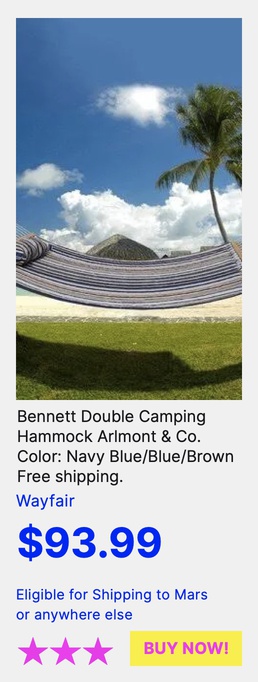 Bennett Double Camping
Hammock Arlmont & Co.
Color: Navy Blue/Blue/Brown
Free shipping.
Wayfair
$93.99
Eligible for Shipping to Mars
or anywhere else
BUY NOW!